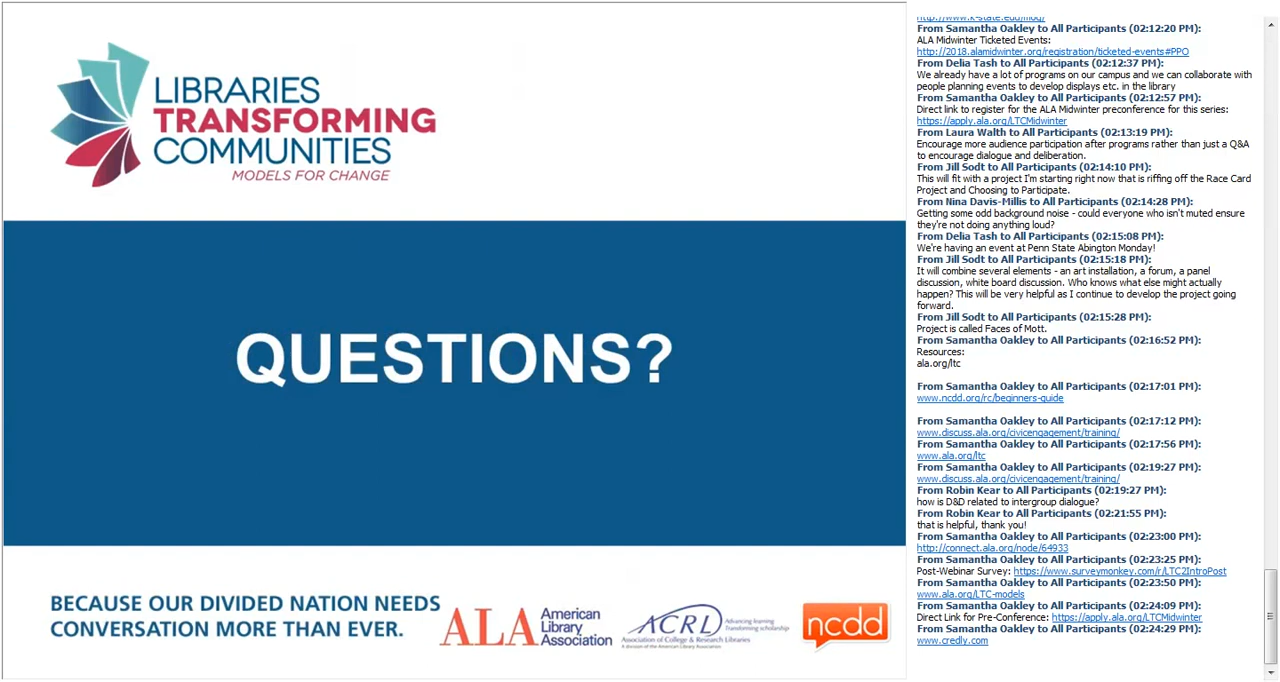 LIBRARIES
TRANSFORMING
COMMUNITIES
MODELS FOR CHANGE
QUESTIONS?
BECAUSE OUR DIVIDED NATION NEEDS
CONVERSATION MORE THAN EVER.
ALA American
Library
Association
ACRL Advancing learning
Transforming scholarship
Association of College & Research Libraries
A division of the American Library Association
ncdd
http://www.k-state.edu/moq/
From Samantha Oakley to All Participants (02:12:20 PM):
ALA Midwinter Ticketed Events:
http://2018.alamidwinter.org/registration/ticketed-events#PPO
From Delia Tash to All Participants (02:12:37 PM):
We already have a lot of programs on our campus and we can collaborate with
people planning events to develop displays etc. in the library
From Samantha Oakley to All Participants (02:12:57 PM):
Direct link to register for the ALA Midwinter preconference for this series:
https://apply.ala.org/LTCMidwinter
From Laura Walth to All Participants (02:13:19 PM):
Encourage more audience participation after programs rather than just a Q&A
to encourage dialogue and deliberation.
From Jill Sodt to All Participants (02:14:10 PM):
This will fit with a project I'm starting right now that is riffing off the Race Card
Project and Choosing to Participate.
From Nina Davis-Millis to All Participants (02:14:28 PM):
Getting some odd background noise - could everyone who isn't muted ensure
they're not doing anything loud?
From Delia Tash to All Participants (02:15:08 PM):
We're having an event at Penn State Abington Monday!
From Jill Sodt to All Participants (02:15:18 PM):
It will combine several elements - an art installation, a forum, a panel
discussion, white board discussion. Who knows what else might actually
happen? This will be very helpful as I continue to develop the project going
forward.
From Jill Sodt to All Participants (02:15:28 PM):
Project is called Faces of Mott.
From Samantha Oakley to All Participants (02:16:52 PM):
Resources:
ala.org/ltc
From Samantha Oakley to All Participants (02:17:01 PM):
www.ncdd.org/rc/beginners-guide
From Samantha Oakley to All Participants (02:17:12 PM):
www.discuss.ala.org/civicengagement/training/
From Samantha Oakley to All Participants (02:17:56 PM):
www.ala.org/ltc
From Samantha Oakley to All Participants (02:19:27 PM):
www.discuss.ala.org/civicengagement/training/
From Robin Kear to All Participants (02:19:27 PM):
how is D&D related to intergroup dialogue?
From Robin Kear to All Participants (02:21:55 PM):
that is helpful, thank you!
From Samantha Oakley to All Participants (02:23:00 PM):
http://connect.ala.org/node/64933
From Samantha Oakley to All Participants (02:23:25 PM):
Post-Webinar Survey: https://www.surveymonkey.com/r/LTC2IntroPost
From Samantha Oakley to All Participants (02:23:50 PM):
www.ala.org/LTC-models
From Samantha Oakley to All Participants (02:24:09 PM):
Direct Link for Pre-Conference: https://apply.ala.org/LTCMidwinter
From Samantha Oakley to All Participants (02:24:29 PM):
www.credly.com